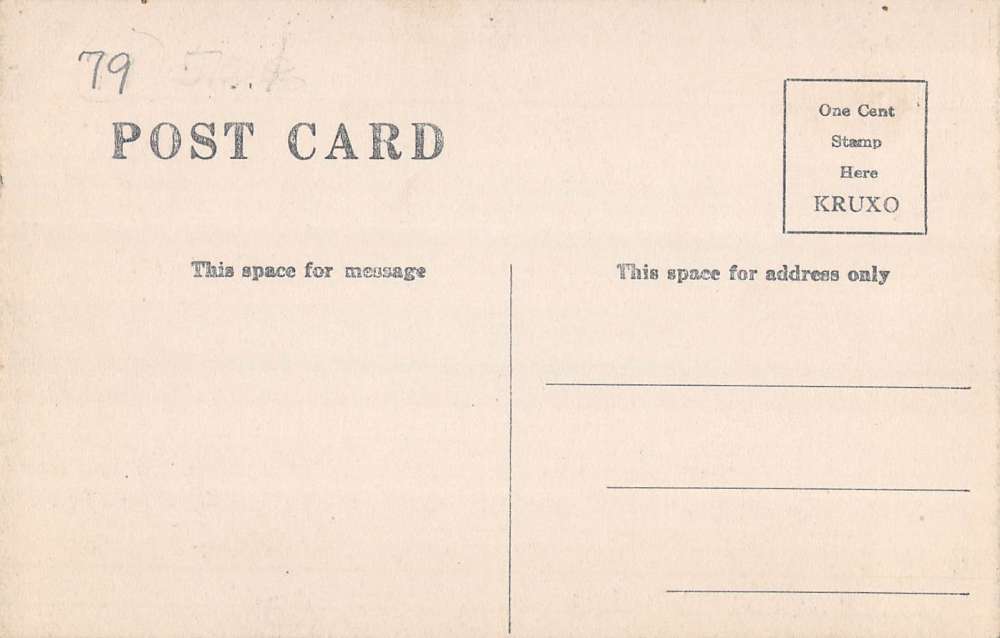 79
POST CARD
One Cent
Stamp
Here
KRUXO
This space for message
This space for address only